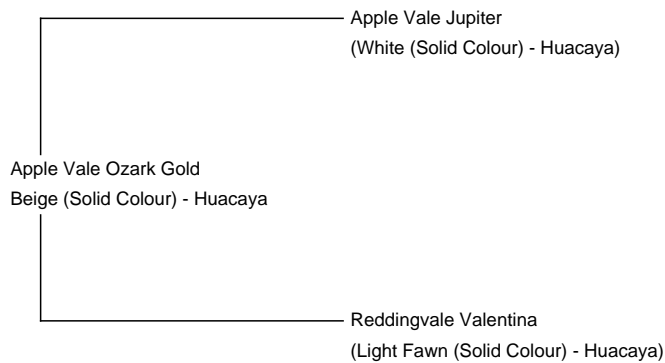 Apple Vale Jupiter
(White (Solid Colour) - Huacaya)
Apple Vale Ozark Gold
Beige (Solid Colour) - Huacaya
Reddingvale Valentina
(Light Fawn (Solid Colour) - Huacaya)